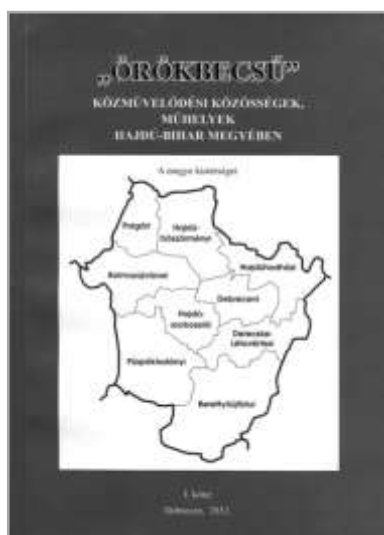 „ÖRÖKBECSŰ”
KÖZMŰVELŐDÉSI KÖZÖSSÉGEK,
MŰHELYEK
HAJDÚ-BIHAR MEGYÉBEN
A megye kistérségei
Polgári
Hajdú-
böszörményi
Hajdúhadházi
Balmazújvárosi
Debreceni
Hajdú-
szoboszlói
Derecske-
Létavértesi
Püspökladányi
Berettyóújfalui
I. kötet
Debrecen, 2012